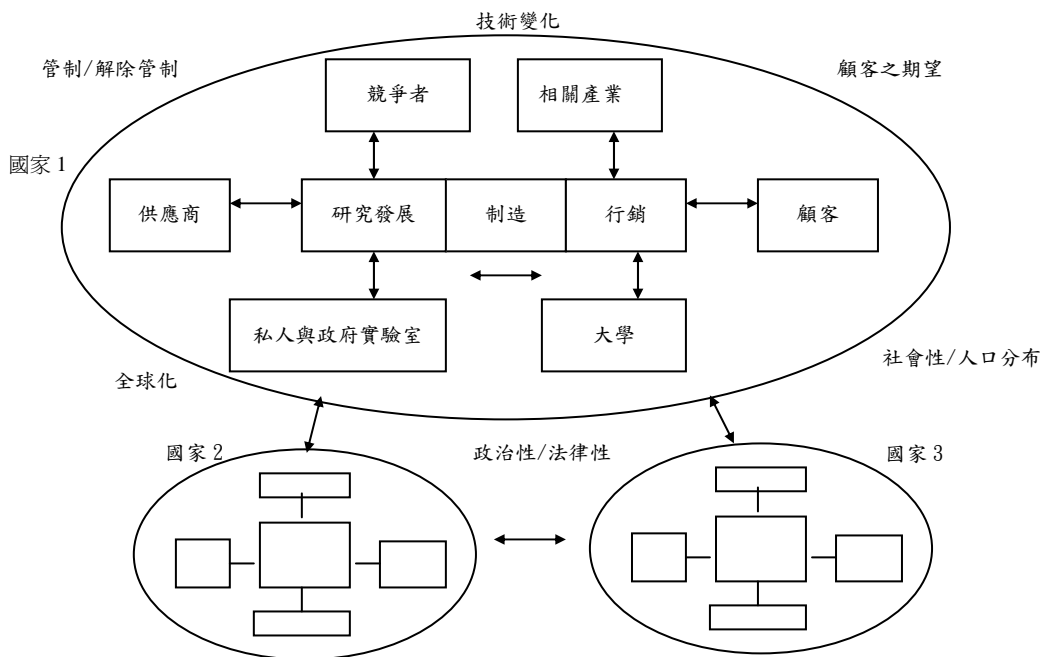 技術變化
管制/解除管制
顧客之期望
競爭者
相關產業
國家 1
供應商
研究發展
制造
行銷
顧客
私人與政府實驗室
大學
社會性/人口分布
全球化
國家 2
政治性/法律性
國家 3